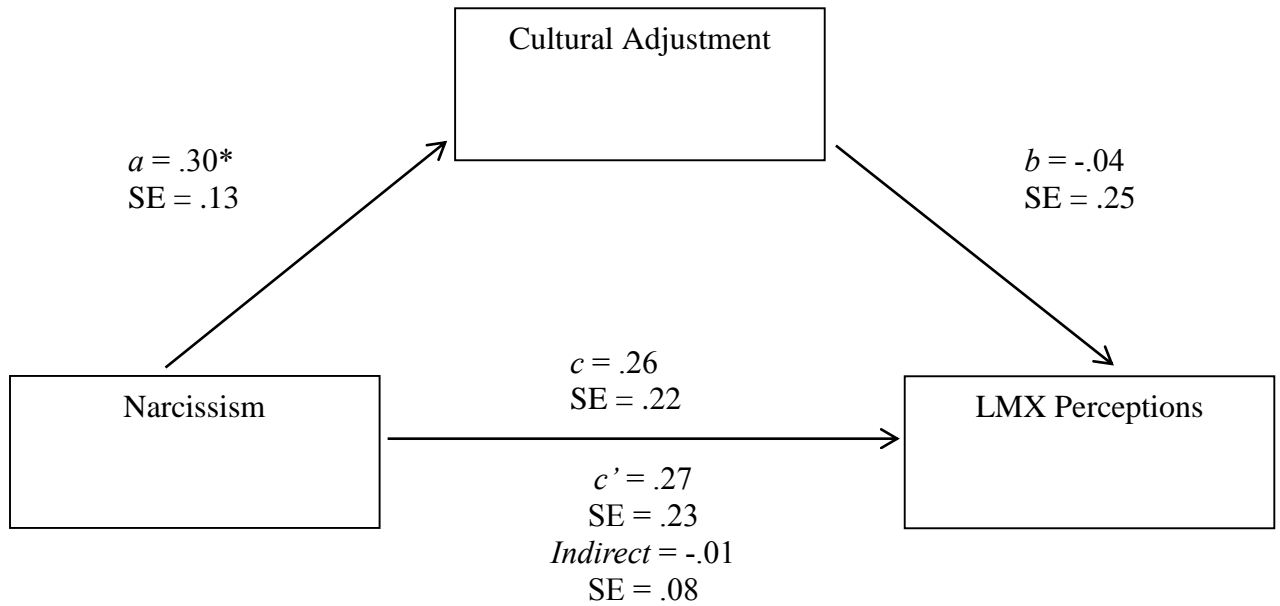 Cultural Adjustment
a = .30*
SE = .13
b = -.04
SE = .25
c = .26
SE = .22
Narcissism
LMX Perceptions
c’ = .27
SE = .23
Indirect = -.01
SE = .08